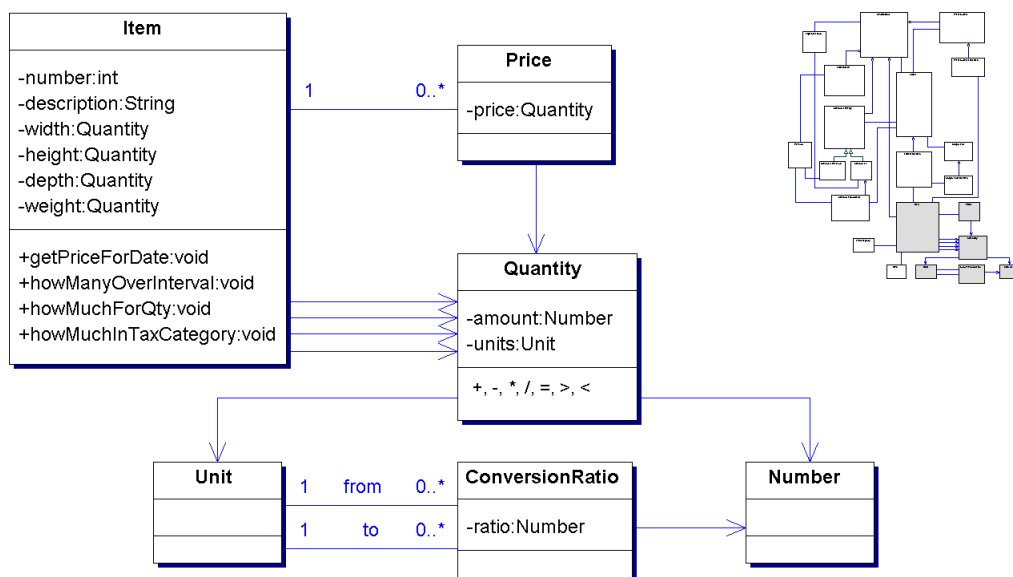 Item
-number:int
-description:String
-width:Quantity
-height:Quantity
-depth:Quantity
-weight:Quantity
+getPriceForDate:void
+howManyOverInterval:void
+howMuchForQty:void
+howMuchInTaxCategory:void
1 0..*
Price
-price:Quantity
Quantity
-amount:Number
-units:Unit
+, -, *, /, =, >, <
Unit
1 from 0..*
1 to 0..*
ConversionRatio
-ratio:Number
Number